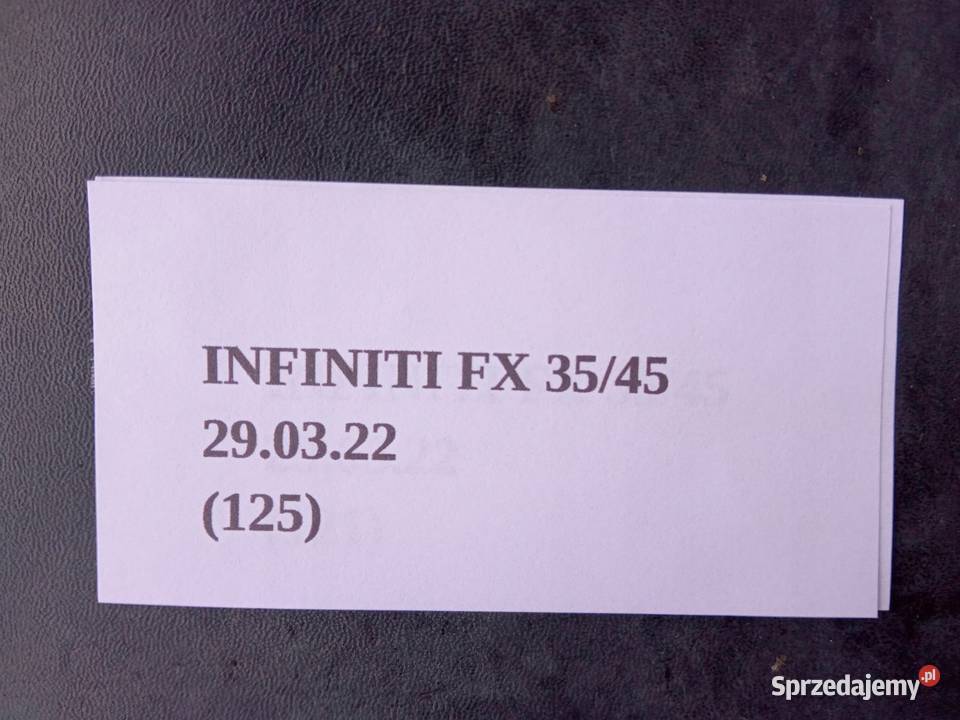 INFINITI FX 35/45
29.03.22
(125)
Sprzedajemy.pl